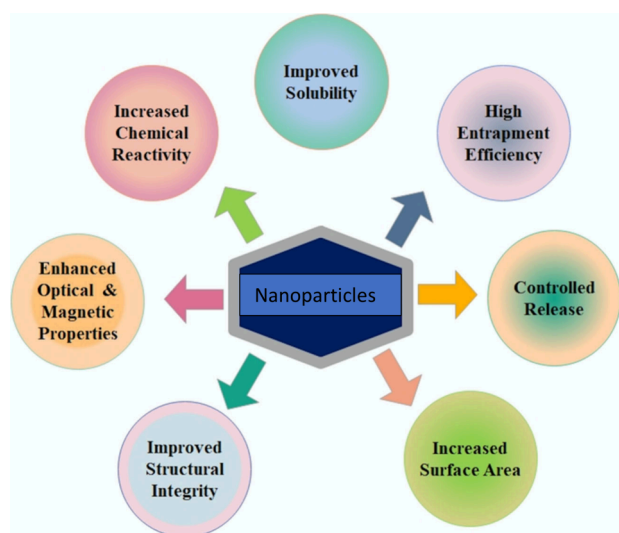 Improved
Solubility
Increased
Chemical
Reactivity
High
Entrapment
Efficiency
Nanoparticles
Enhanced
Optical &
Magnetic
Properties
Controlled
Release
Improved
Structural
Integrity
Increased
Surface Area